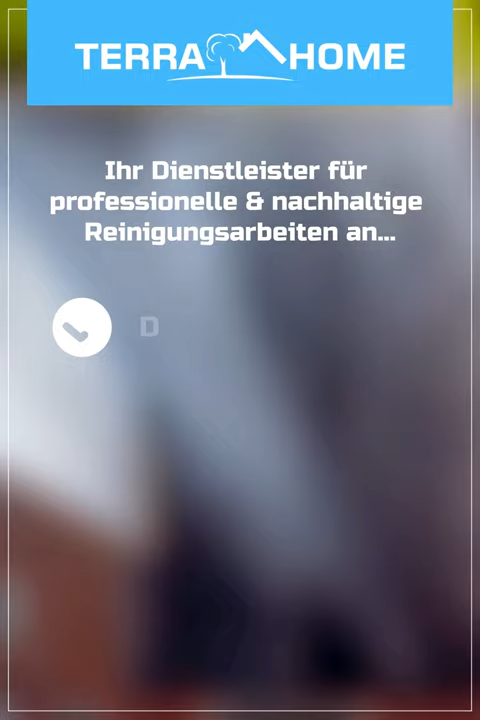 TERRA HOME
Ihr Dienstleister für
professionelle & nachhaltige
Reinigungsarbeiten an...
D